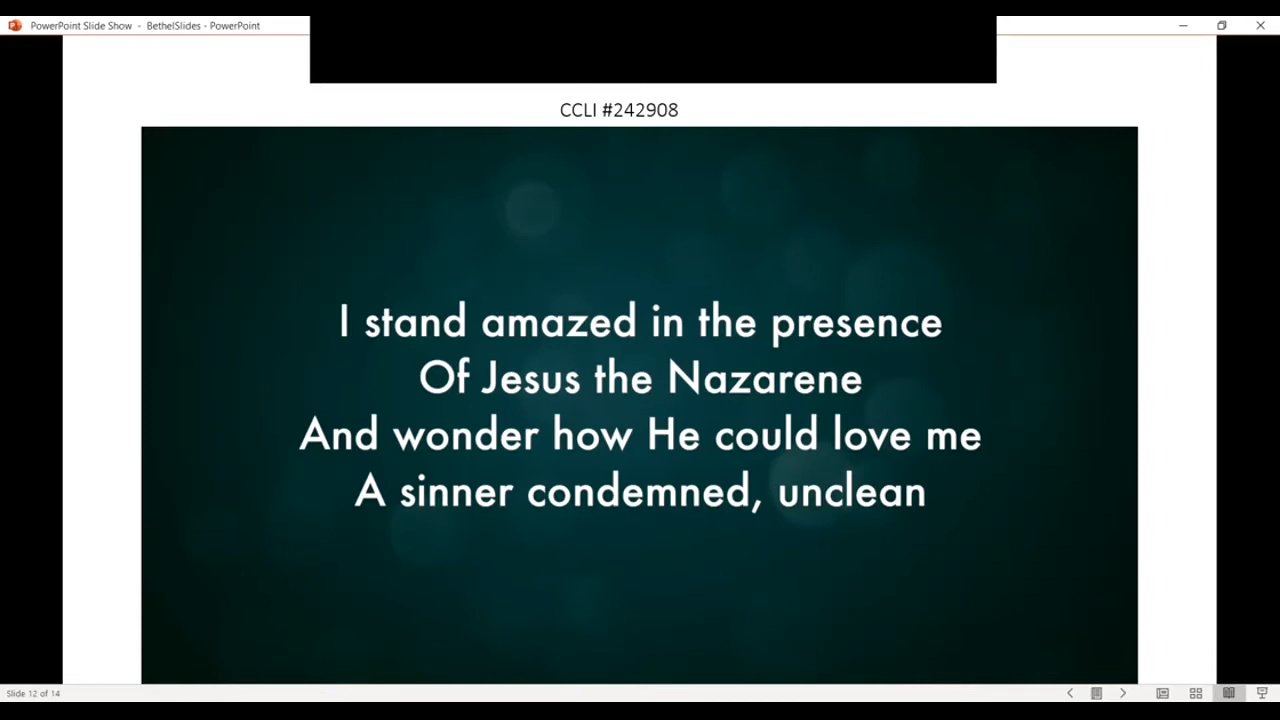 PowerPoint Slide Show - BethelSlides - PowerPoint
CCLI #242908
I stand amazed in the presence
Of Jesus the Nazarene
And wonder how He could love me
A sinner condemned, unclean
Slide 12 of 14